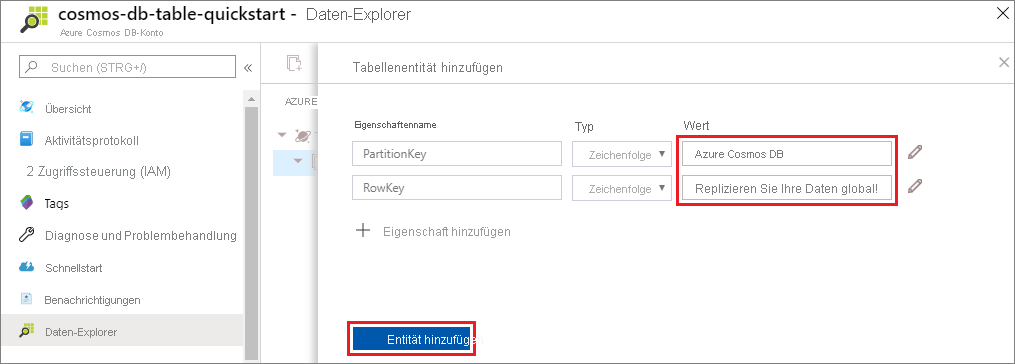 cosmos-db-table-quickstart - Daten-Explorer
Azure Cosmos DB-Konto
Suchen (STRG+/)
Übersicht
Aktivitätsprotokoll
2 Zugriffssteuerung (IAM)
Tags
Diagnose und Problembehandlung
Schnellstart
Benachrichtigungen
Daten-Explorer
AZURE
Tabellenentität hinzufügen
Eigenschaftenname Typ Wert
PartitionKey Zeichenfolge Azure Cosmos DB
RowKey Zeichenfolge Replizieren Sie Ihre Daten global!
Eigenschaft hinzufügen
Entität hinzufüge